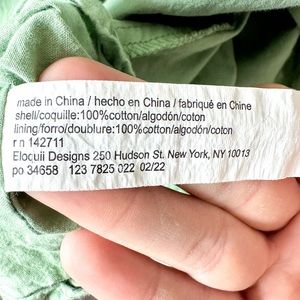 made in China / hecho en China / fabriqué en Chine
shell/coquille:100%cotton/algodón/coton
lining/forro/doublure:100%cotton/algodón/coton
rn 142711
Eloquii Designs 250 Hudson St. New York, NY 10013
po 34658 123 7825 022 02/22